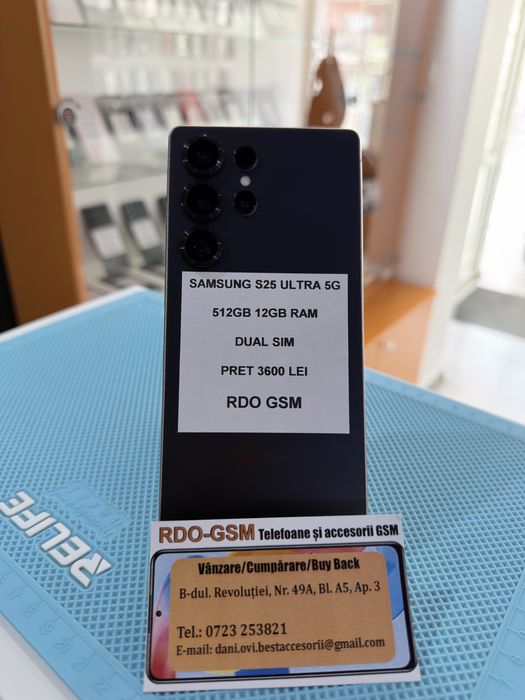 SAMSUNG S25 ULTRA 5G
512GB 12GB RAM
DUAL SIM
PRET 3600 LEI
RDO GSM
RELIFE
RDO-GSM Telefoane și accesorii GSM
Vânzare/Cumpărare/Buy Back
B-dul. Revoluției, Nr. 49A, Bl. A5, Ap. 3
Tel.: 0723 253821
E-mail: dani.ovi.bestaccesorii@gmail.com